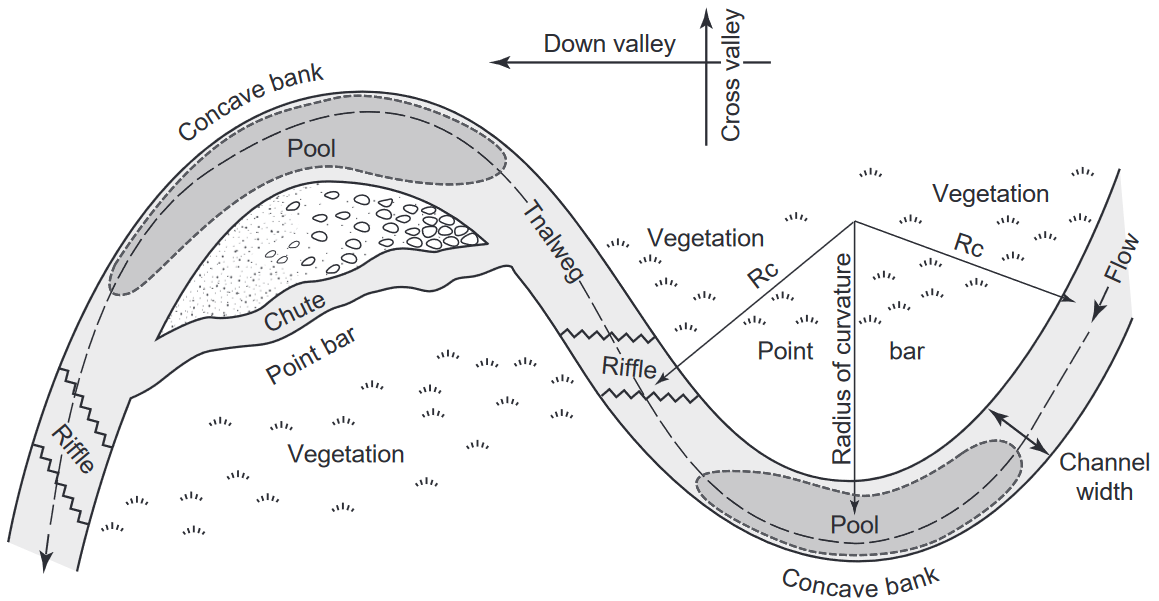 Down valley
Cross valley
Concave bank
Pool
Tnalweg
Vegetation
Vegetation
Rc
Rc
Flow
Chute
Point bar
Radius of curvature
Point bar
Riffle
Riffle
Vegetation
Channel
width
Pool
Concave bank